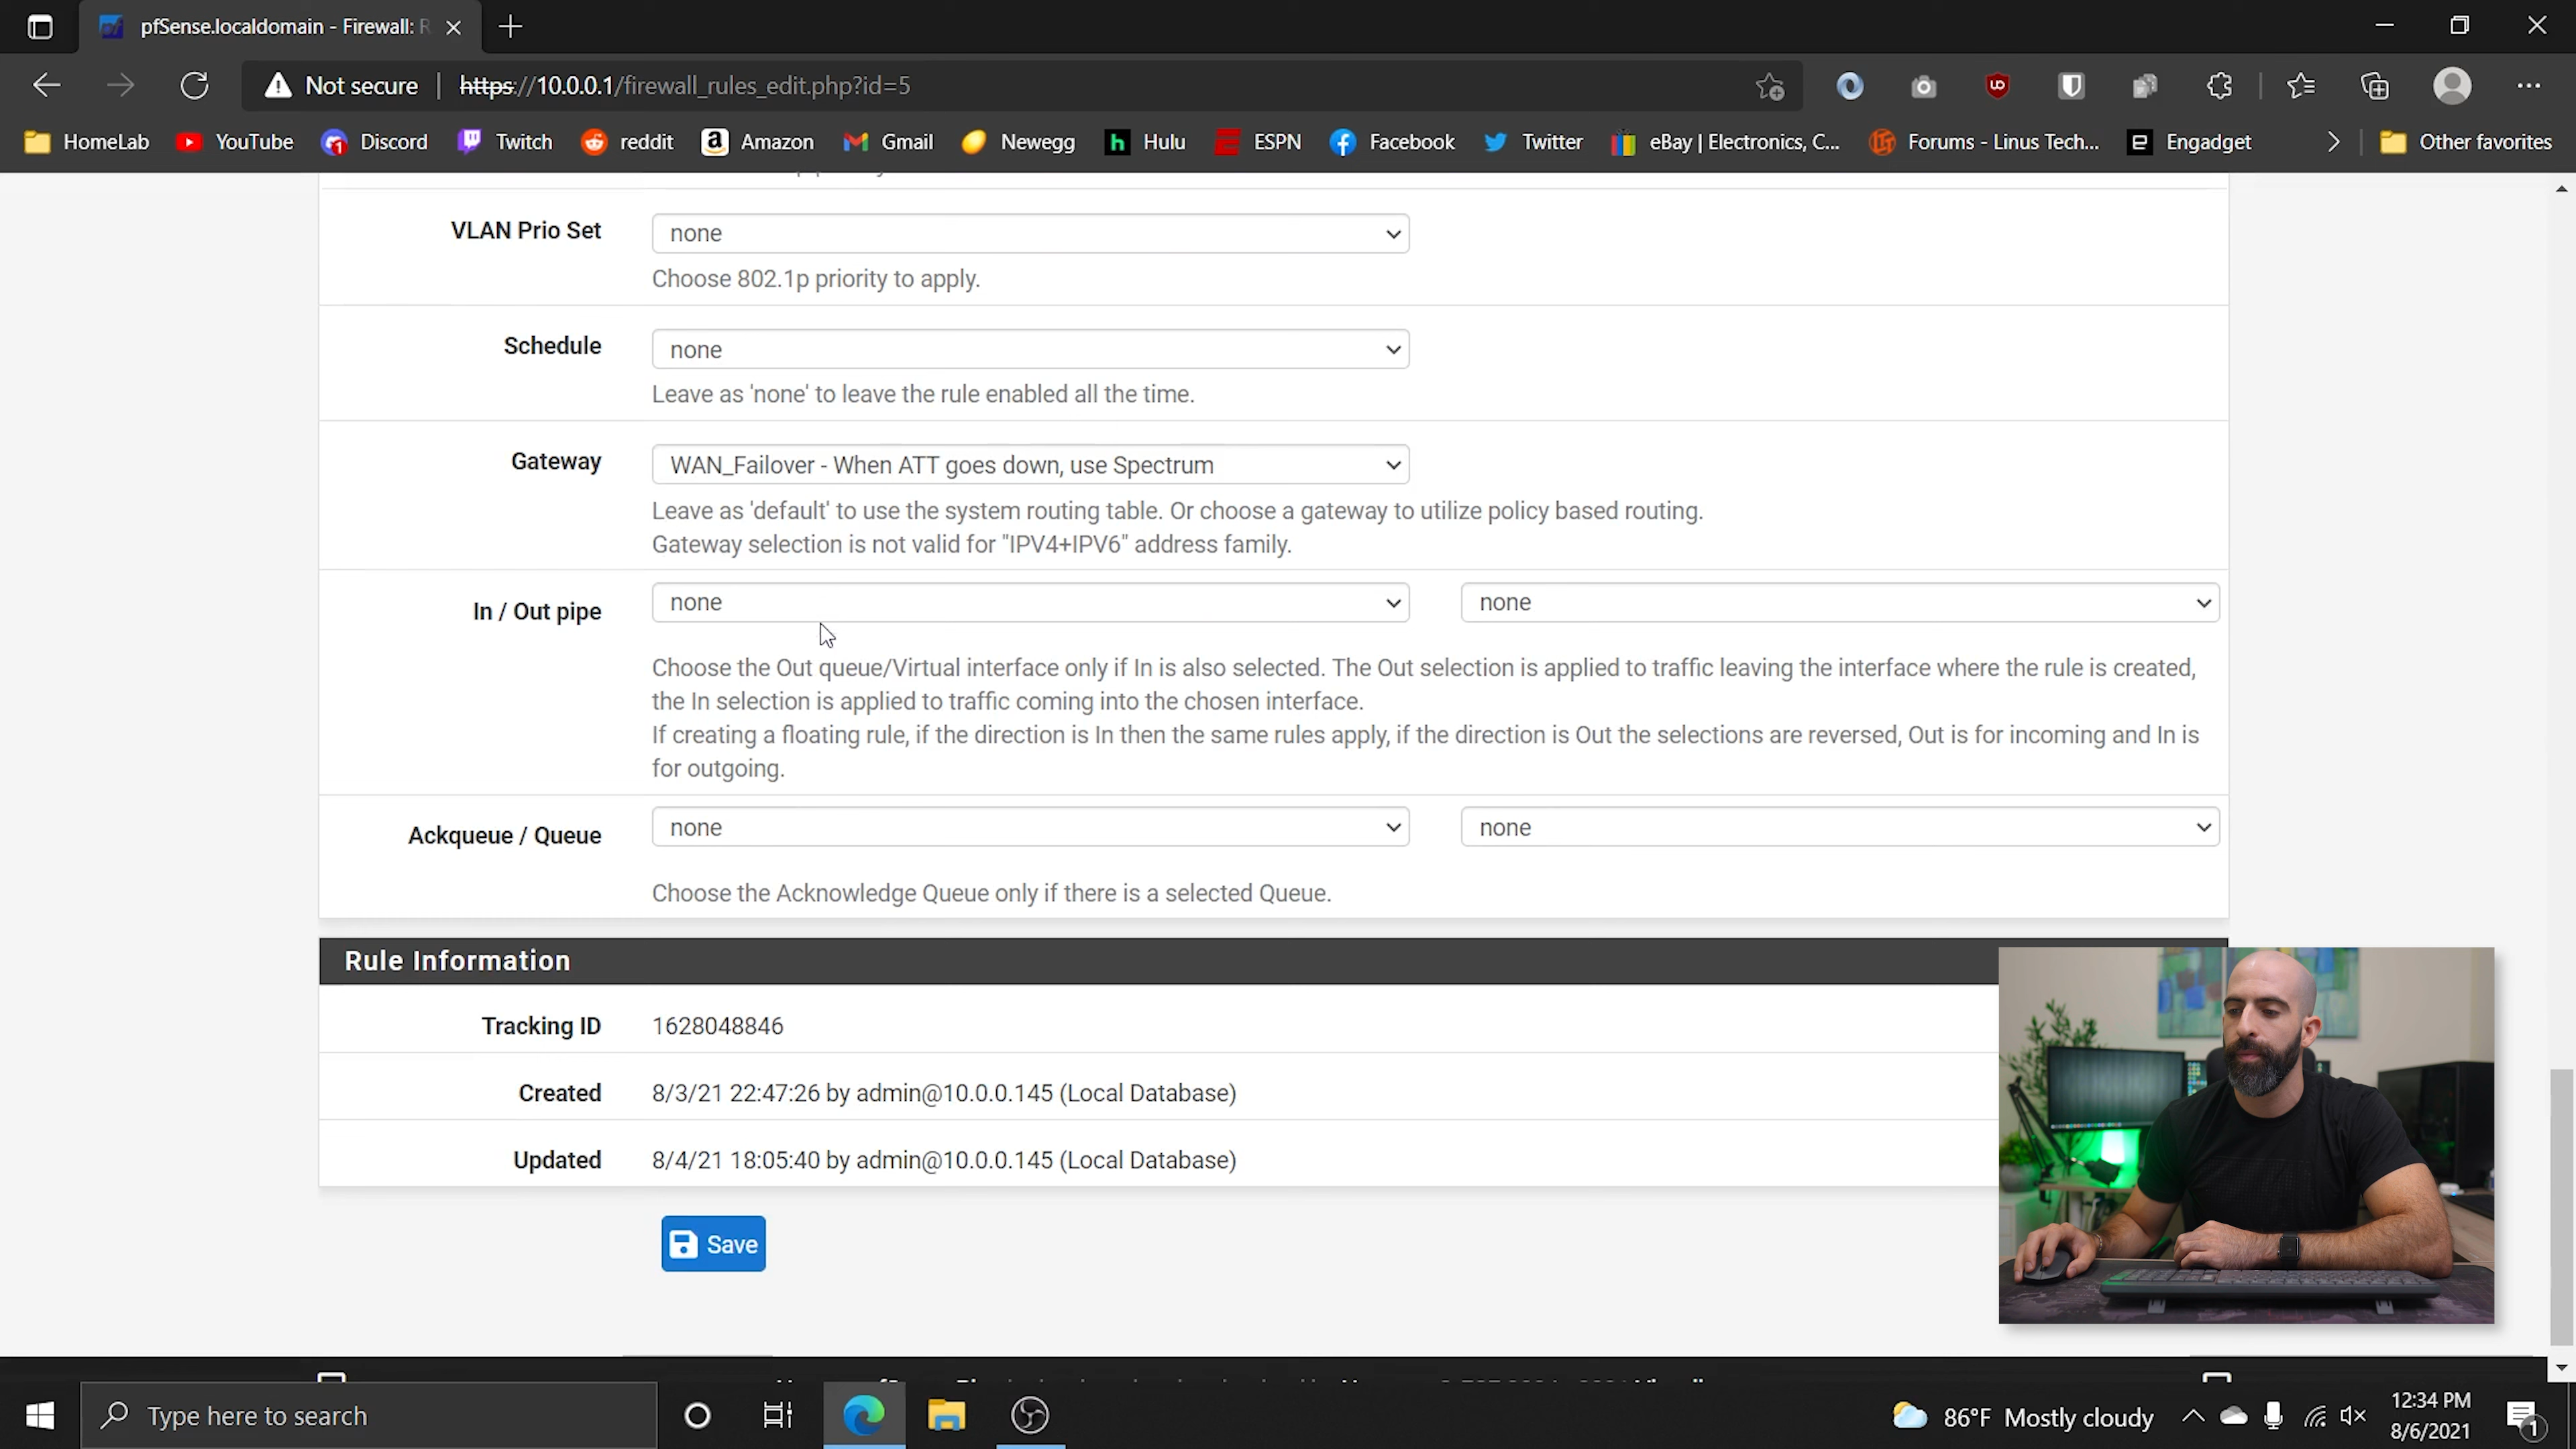 pfSense.localdomain - Firewall: R
Not secure | https://10.0.0.1/firewall_rules_edit.php?id=5
HomeLab YouTube Discord Twitch reddit Amazon Gmail Newegg Hulu ESPN Facebook Twitter eBay | Electronics, C... Forums - Linus Tech... Engadget Other favorites
VLAN Prio Set none
Choose 802.1p priority to apply.
Schedule none
Leave as 'none' to leave the rule enabled all the time.
Gateway WAN_Failover - When ATT goes down, use Spectrum
Leave as 'default' to use the system routing table. Or choose a gateway to utilize policy based routing.
Gateway selection is not valid for "IPV4+IPV6" address family.
In / Out pipe none none
Choose the Out queue/Virtual interface only if In is also selected. The Out selection is applied to traffic leaving the interface where the rule is created,
the In selection is applied to traffic coming into the chosen interface.
If creating a floating rule, if the direction is In then the same rules apply, if the direction is Out the selections are reversed, Out is for incoming and In is
for outgoing.
Ackqueue / Queue none none
Choose the Acknowledge Queue only if there is a selected Queue.
Rule Information
Tracking ID 1628048846
Created 8/3/21 22:47:26 by admin@10.0.0.145 (Local Database)
Updated 8/4/21 18:05:40 by admin@10.0.0.145 (Local Database)
Save
Type here to search
86°F Mostly cloudy
12:34 PM
8/6/2021
1